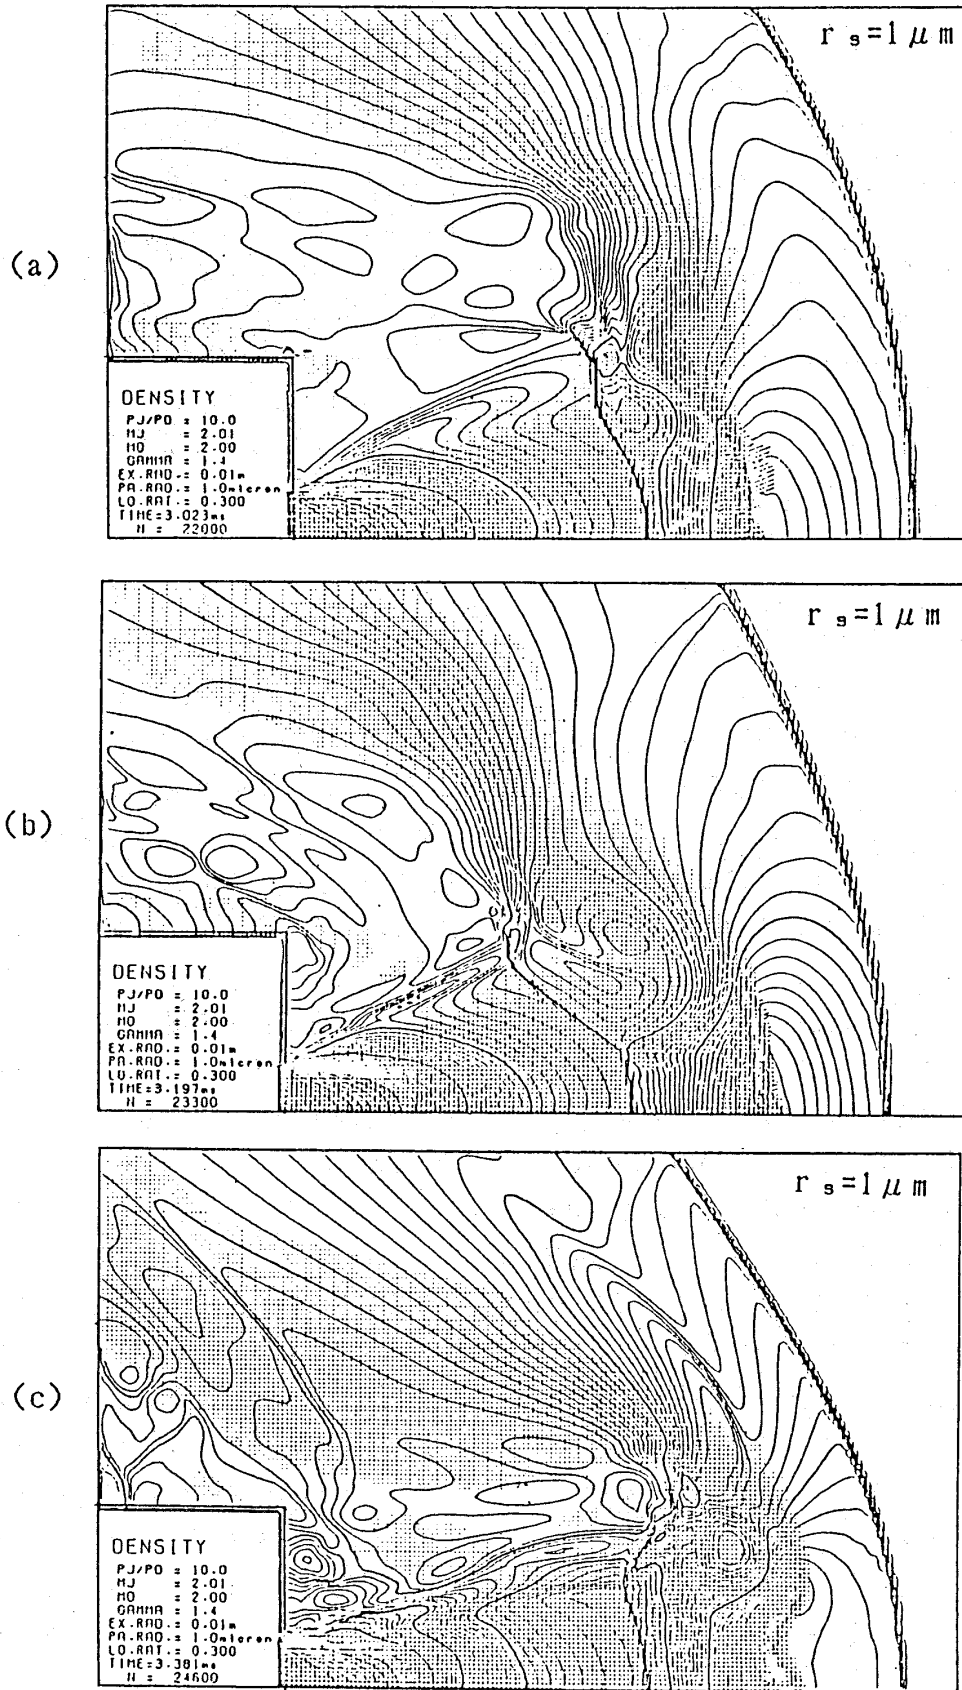 r s=1 μ m
(a)
DENSITY
PJ/PO = 10.0
MJ = 2.01
MO = 2.00
GAMMA = 1.4
EX.RAD.= 0.01m
PA.RAD.= 1.0micron
LO.RAT.= 0.300
TIME=3.023ms
N = 22000
r s=1 μ m
(b)
DENSITY
PJ/PO = 10.0
MJ = 2.01
MO = 2.00
GAMMA = 1.4
EX.RAD.= 0.01m
PA.RAD.= 1.0micron
LO.RAT.= 0.300
TIME=3.197ms
N = 23300
r s=1 μ m
(c)
DENSITY
PJ/PO = 10.0
MJ = 2.01
MO = 2.00
GAMMA = 1.4
EX.RAD.= 0.01m
PA.RAD.= 1.0micron
LO.RAT.= 0.300
TIME=3.381ms
N = 24600